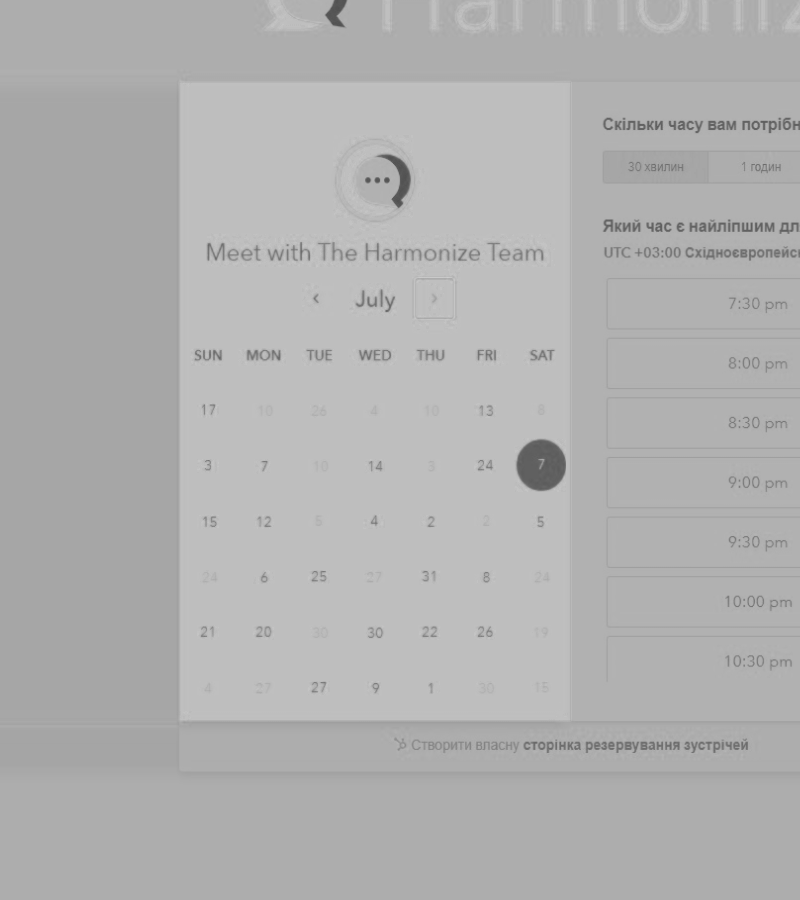 Harmoniz
Meet with The Harmonize Team
July
SUN MON TUE WED THU FRI SAT
17 10 26 4 10 13 6
3 7 10 14 3 24 7
15 12 5 4 2 2 5
24 6 25 27 31 8 24
21 20 30 30 22 26 19
4 27 27 9 1 30 15
Скільки часу вам потрібн
30 хвилин 1 годин
Який час є найліпшим дл
UTC +03:00 Східноєвропейсь
7:30 pm
8:00 pm
8:30 pm
9:00 pm
9:30 pm
10:00 pm
10:30 pm
Створити власну сторінка резервування зустрічей